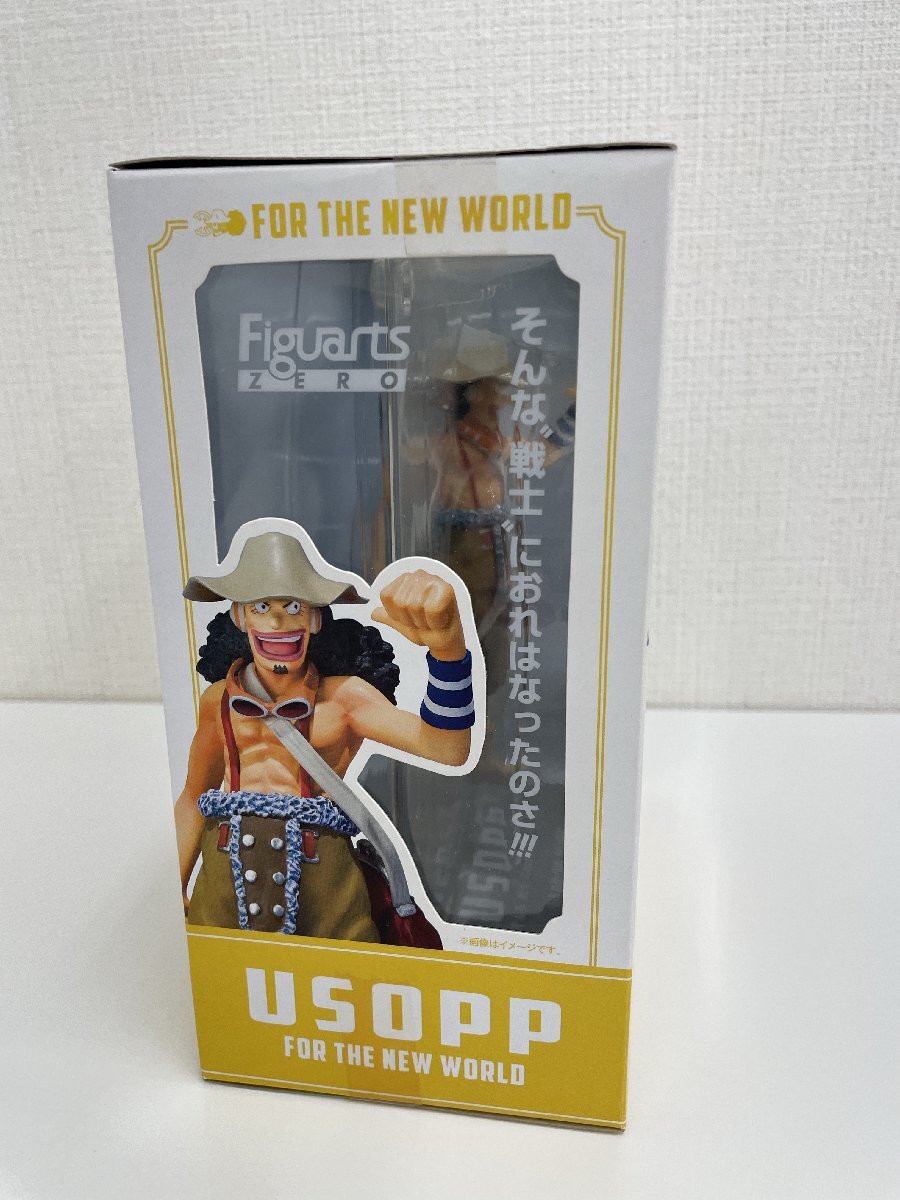 FOR THE NEW WORLD
Figuarts
ZERO
そんな〝戦士〟におれはなったのさ!!!
※画像はイメージです。
USOPP
FOR THE NEW WORLD